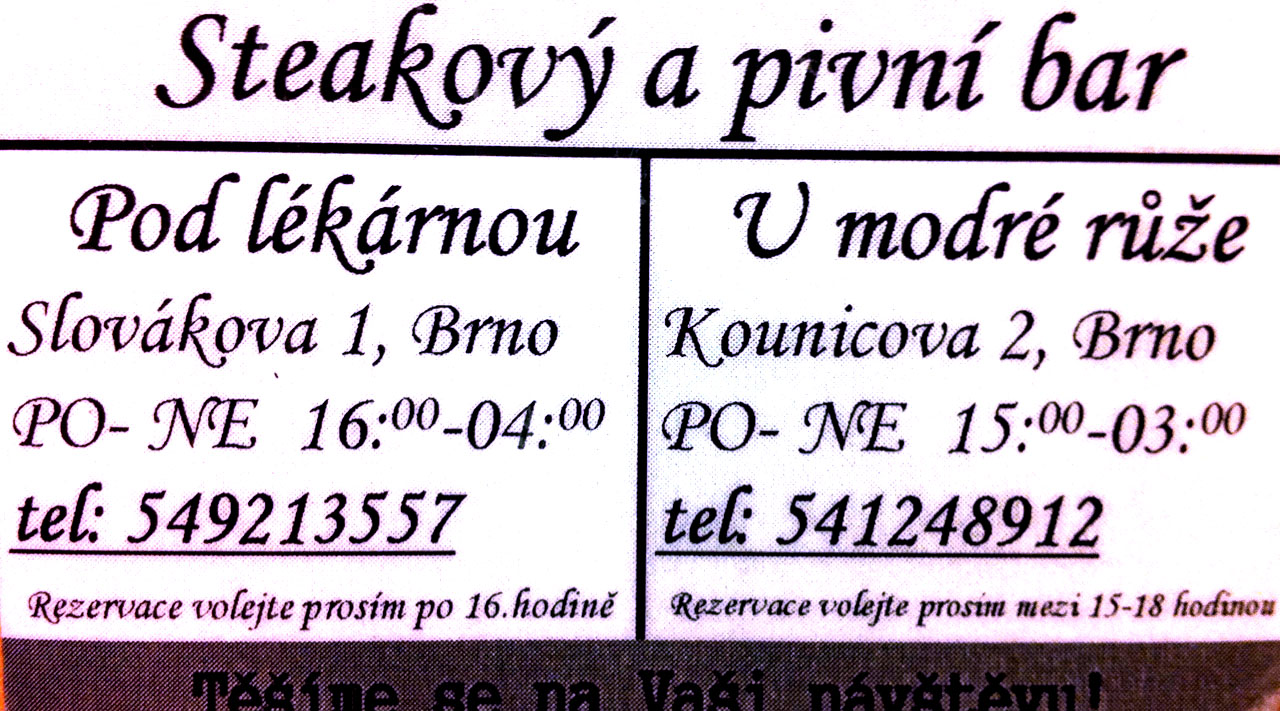 Steakový a pivní bar
Pod lékárnou
Slovákova 1, Brno
PO- NE 16:00-04:00
tel: 549213557
Rezervace volejte prosím po 16.hodině
U modré růže
Kounicova 2, Brno
PO- NE 15:00-03:00
tel: 541248912
Rezervace volejte prosím mezi 15-18 hodinou
Těšíme se na Vaši návštěvu!